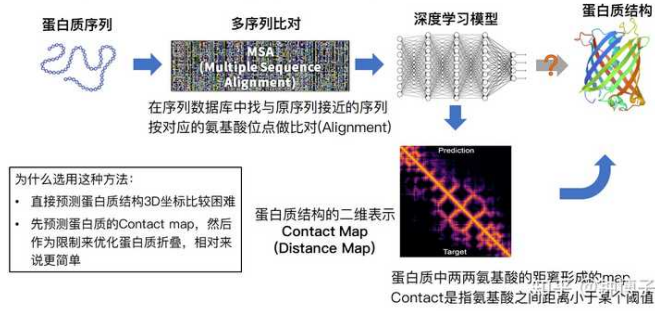 蛋白质序列
多序列比对
深度学习模型
蛋白质结构
MSA
(Multiple Sequence
Alignment)
?
在序列数据库中找与原序列接近的序列
按对应的氨基酸位点做比对(Alignment)
为什么选用这种方法：
• 直接预测蛋白质结构3D坐标比较困难
• 先预测蛋白质的Contact map，然后
作为限制来优化蛋白质折叠，相对来
说更简单
Prediction
Target
蛋白质结构的二维表示
Contact Map
(Distance Map)
蛋白质中两两氨基酸的距离形成的map
Contact是指氨基酸之间距离小于某个阈值
知乎